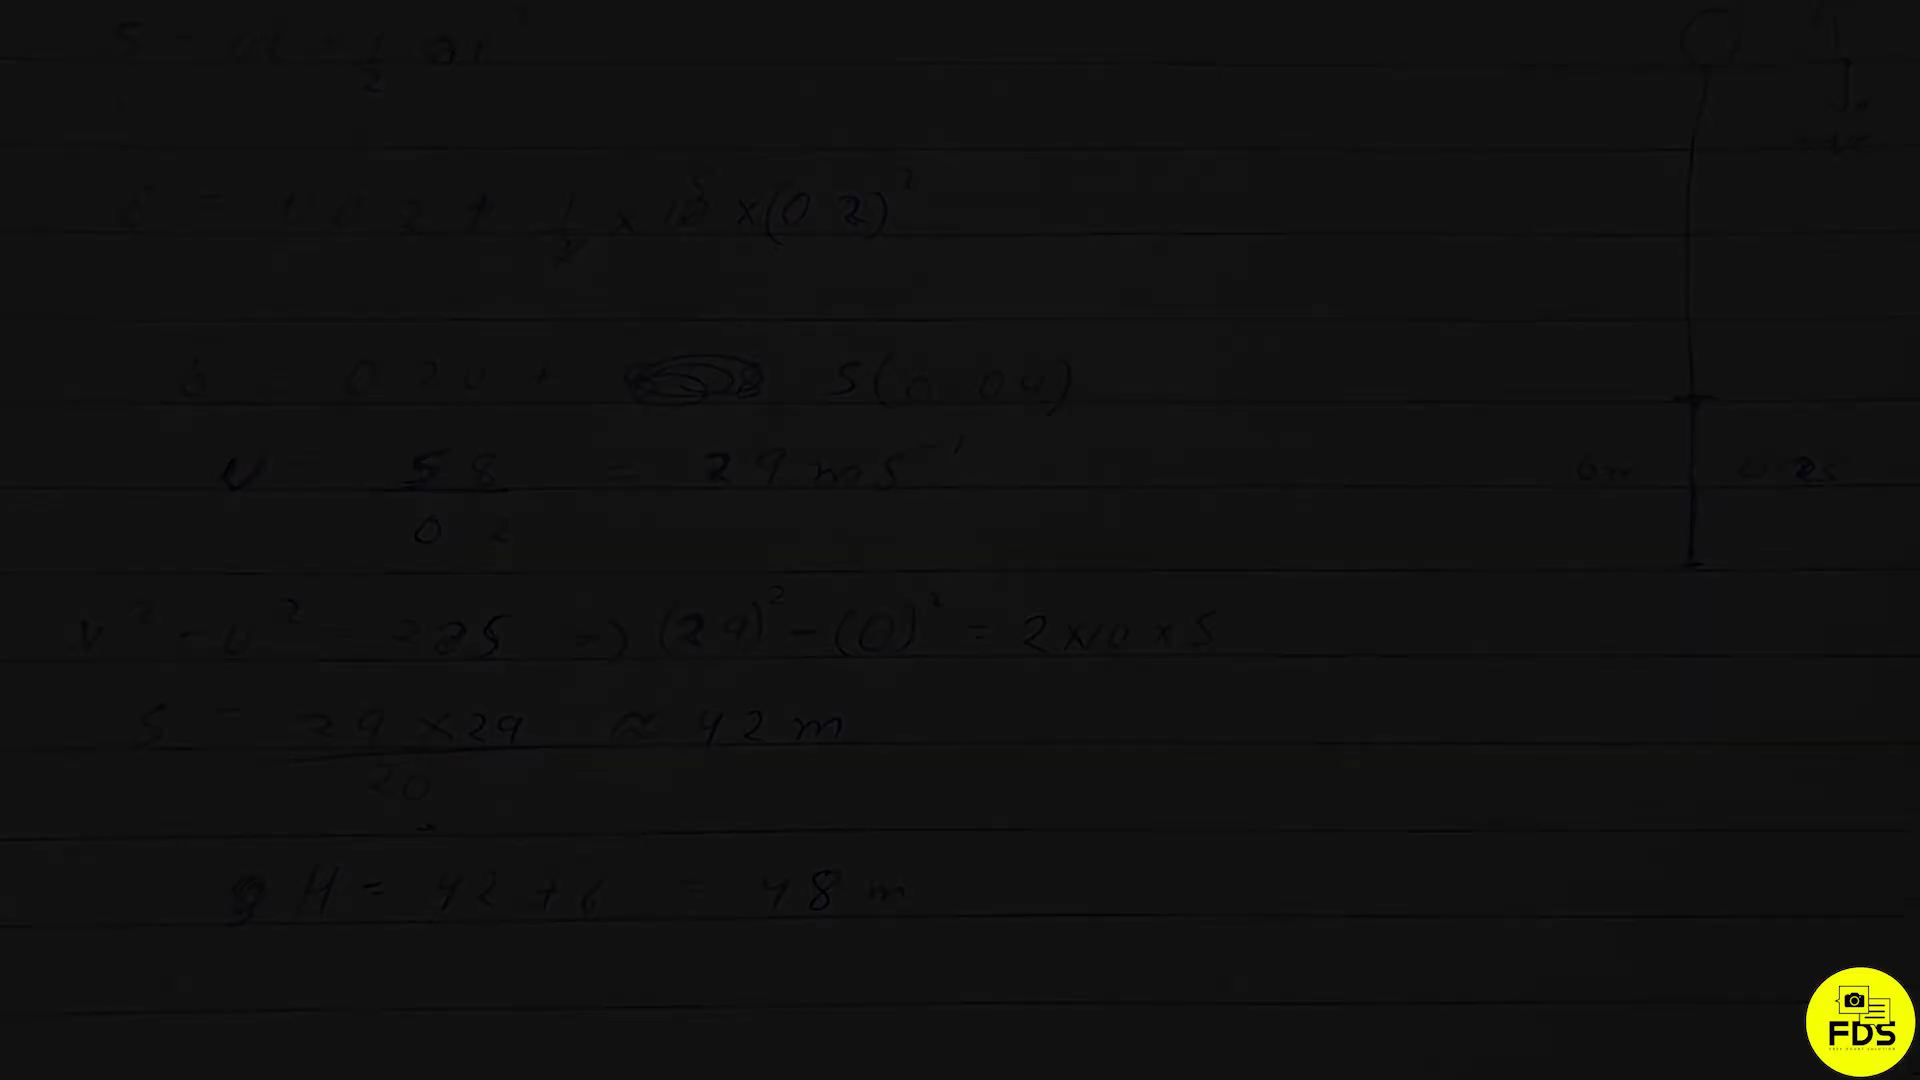 S = ut + 1/2 at²
6 = u 0.2 + 1/2 × 10 5 × (0.2)²
6 = 0.2u + 5(0.04)
u = 5.8/0.2 = 29 ms⁻¹
v² - u² = 2as => (29)² - (0)² = 2×10×S
S = 29×29/20 ≈ 42 m
6m 0.2s
H = 42 + 6 = 48 m
FDS